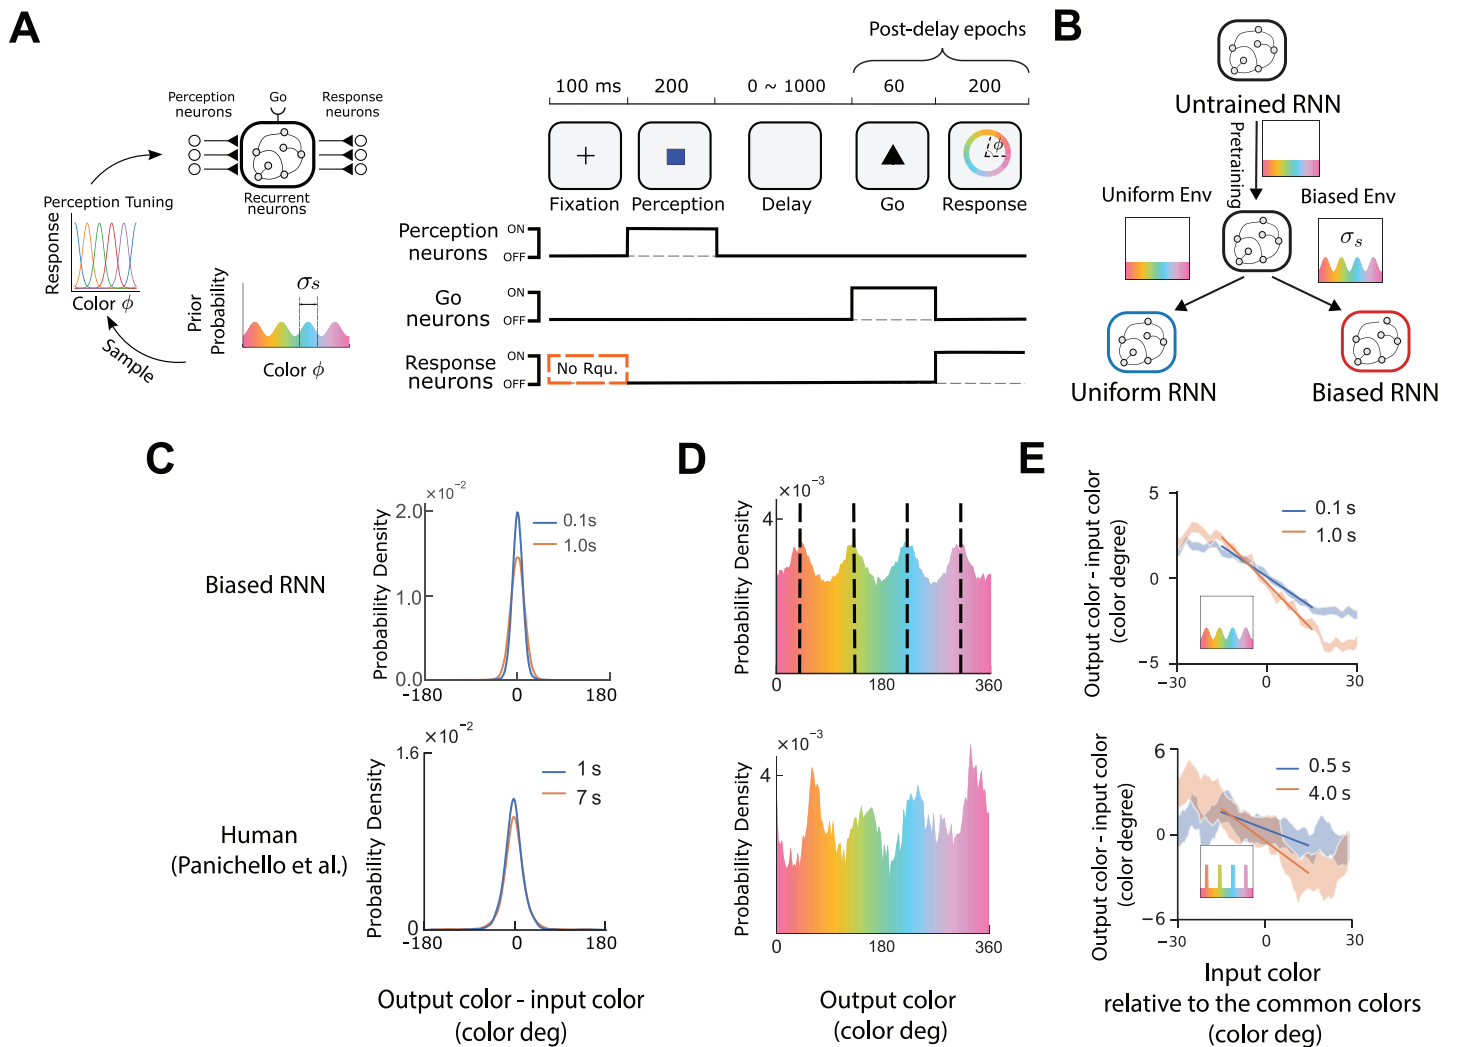 A
Perception
neurons
Go
Response
neurons
Recurrent
neurons
Perception Tuning
Response
Color ϕ
Sample
Prior
Probability
σs
Color ϕ
Post-delay epochs
100 ms
200
0 ~ 1000
60
200
ϕ
Fixation
Perception
Delay
Go
Response
Perception
neurons
ON
OFF
Go
neurons
ON
OFF
Response
neurons
ON
OFF
No Rqu.
B
Untrained RNN
Pretraining
Uniform Env
Biased Env
σs
Uniform RNN
Biased RNN
C
Biased RNN
×10−2
Probability Density
2.0
1.0
0.0
-180
0
180
0.1s
1.0s
Human
(Panichello et al.)
×10−2
Probability Density
1.6
0
-180
0
180
1 s
7 s
Output color - input color
(color deg)
D
×10−3
Probability Density
4
0
180
360
×10−3
Probability Density
4
0
180
360
Output color
(color deg)
E
Output color - input color
(color degree)
5
0
−5
−30
0
30
0.1 s
1.0 s
Output color - input color
(color degree)
6
0
−6
−30
0
30
0.5 s
4.0 s
Input color
relative to the common colors
(color deg)